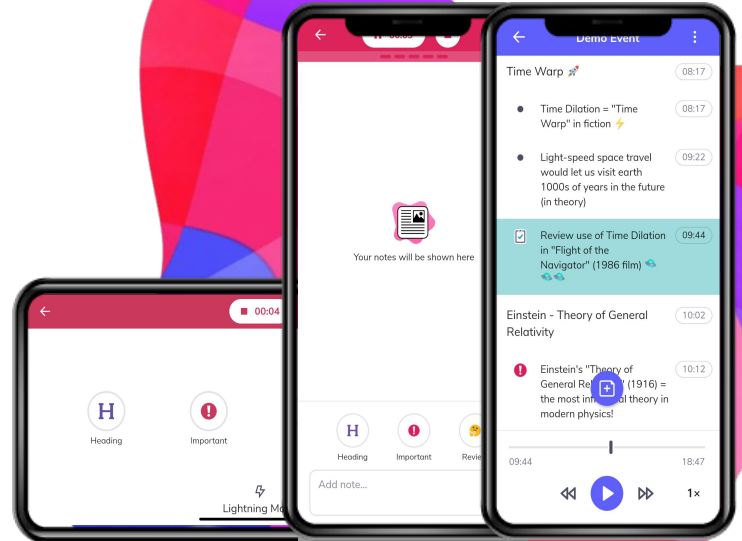 00:04
Heading
Important
Lightning
Your notes will be shown here
Heading
Important
Add note...
Demo Event
Time Warp 🚀
08:17
Time Dilation = "Time
Warp" in fiction ⚡
08:17
Light-speed space travel
would let us visit earth
1000s of years in the future
(in theory)
09:22
Review use of Time Dilation
in "Flight of the
Navigator" (1986 film) 🛸
🛸🛸
09:44
Einstein - Theory of General
Relativity
10:02
Einstein's "Theory of
General (1916) =
the most theory in
modern physics!
10:12
09:44
18:47
1×